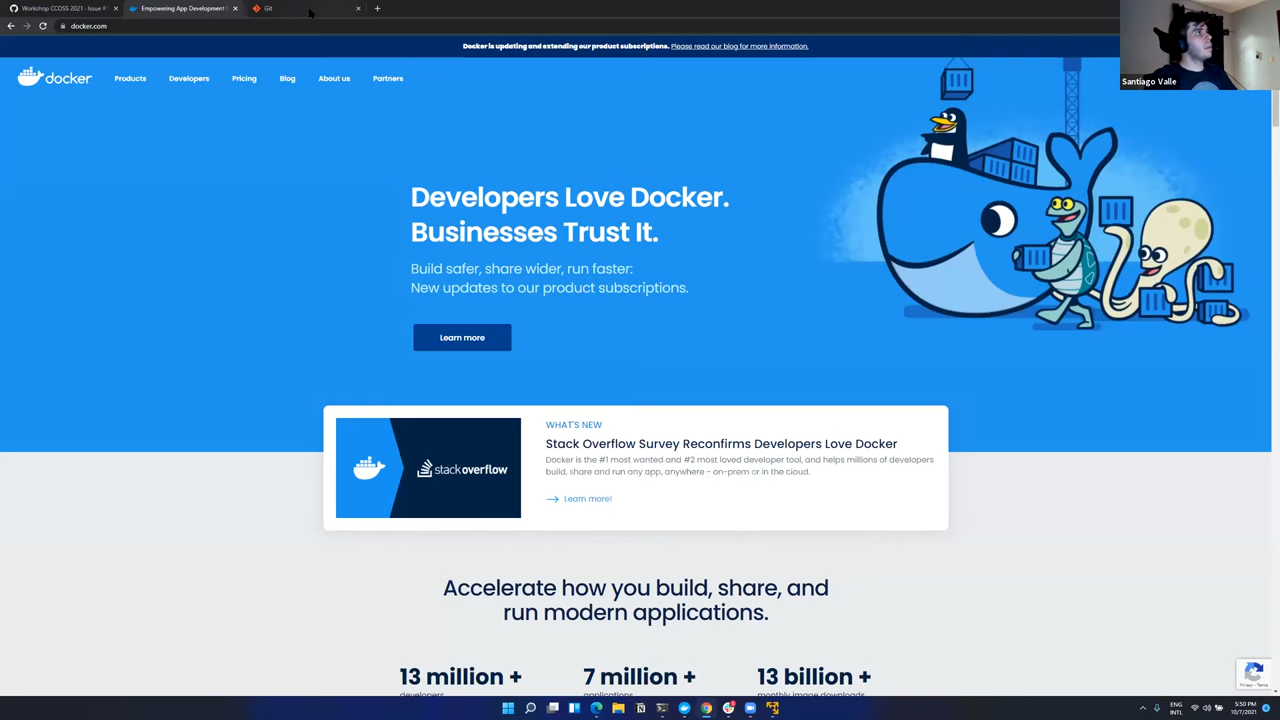 Workshop CCOSS 2021 - Issue #
Empowering App Development f
Git
docker.com
Docker is updating and extending our product subscriptions. Please read our blog for more information.
docker
Products
Developers
Pricing
Blog
About us
Partners
Santiago Valle
Developers Love Docker.
Businesses Trust It.
Build safer, share wider, run faster:
New updates to our product subscriptions.
Learn more
WHAT'S NEW
Stack Overflow Survey Reconfirms Developers Love Docker
Docker is the #1 most wanted and #2 most loved developer tool, and helps millions of developers
build, share and run any app, anywhere - on-prem or in the cloud.
Learn more!
stackoverflow
Accelerate how you build, share, and
run modern applications.
13 million +
7 million +
13 billion +
developers
applications
monthly image downloads
Privacy - Terms
ENG
INTL
5:50 PM
10/7/2021